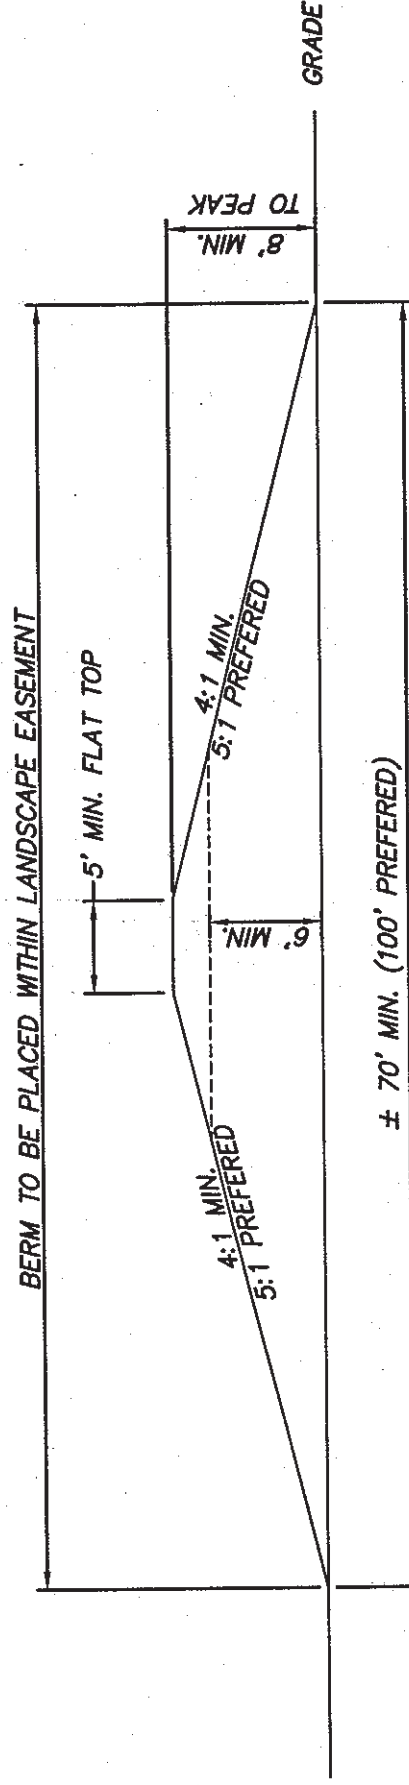 BERM TO BE PLACED WITHIN LANDSCAPE EASEMENT
5' MIN. FLAT TOP
8' MIN.
TO PEAK
4:1 MIN.
5:1 PREFERED
4:1 MIN.
5:1 PREFERED
6' MIN.
GRADE
± 70' MIN. (100' PREFERED)